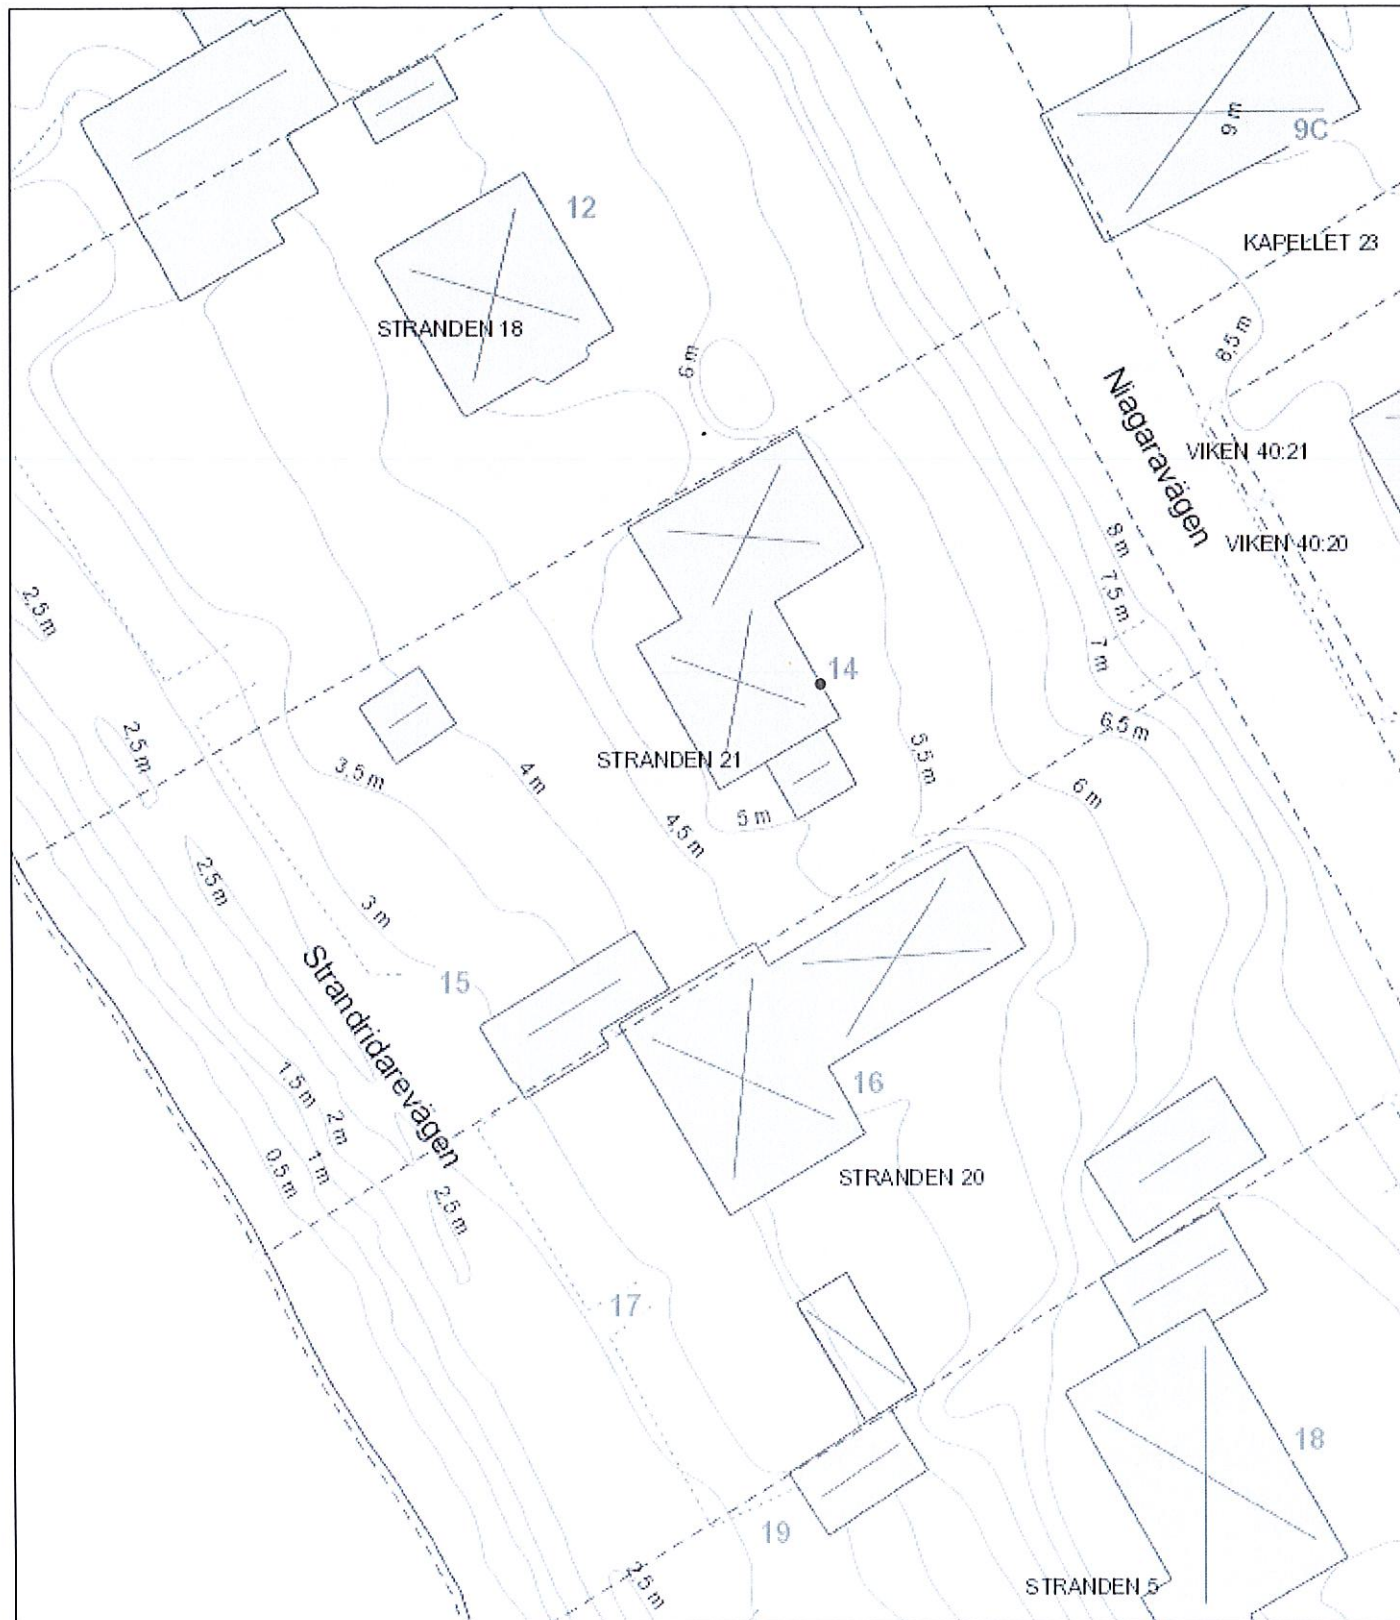 9 m
9C
12
KAPELLET 23
STRANDEN 18
8,5 m
6 m
Niagaravägen
VIKEN 40:21
VIKEN 40:20
8 m
7,5 m
7 m
2,5 m
14
6,5 m
2,5 m
STRANDEN 21
5,5 m
3,5 m
4 m
6 m
4,5 m
5 m
2,5 m
3 m
15
Strandridarevägen
16
1,5 m
2 m
0,5 m
1 m
STRANDEN 20
2,5 m
17
18
19
2,5 m
STRANDEN 5